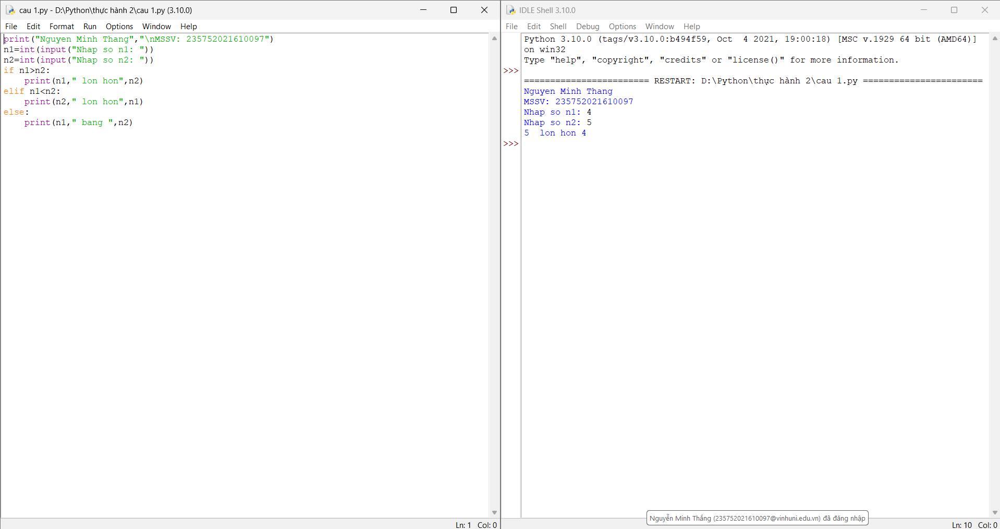 cau 1.py - D:\Python\thực hành 2\cau 1.py (3.10.0)
File Edit Format Run Options Window Help
print("Nguyen Minh Thang","\nMSSV: 235752021610097")
n1=int(input("Nhap so n1: "))
n2=int(input("Nhap so n2: "))
if n1>n2:
    print(n1," lon hon",n2)
elif n1<n2:
    print(n2," lon hon",n1)
else:
    print(n1," bang ",n2)
Ln: 1 Col: 0
IDLE Shell 3.10.0
File Edit Shell Debug Options Window Help
Python 3.10.0 (tags/v3.10.0:b494f59, Oct  4 2021, 19:00:18) [MSC v.1929 64 bit (AMD64)]
on win32
Type "help", "copyright", "credits" or "license()" for more information.
>>>
======================== RESTART: D:\Python\thực hành 2\cau 1.py =======================
Nguyen Minh Thang
MSSV: 235752021610097
Nhap so n1: 4
Nhap so n2: 5
5  lon hon 4
>>>
Nguyễn Minh Thắng (235752021610097@vinhuni.edu.vn) đã đăng nhập
Ln: 10 Col: 0